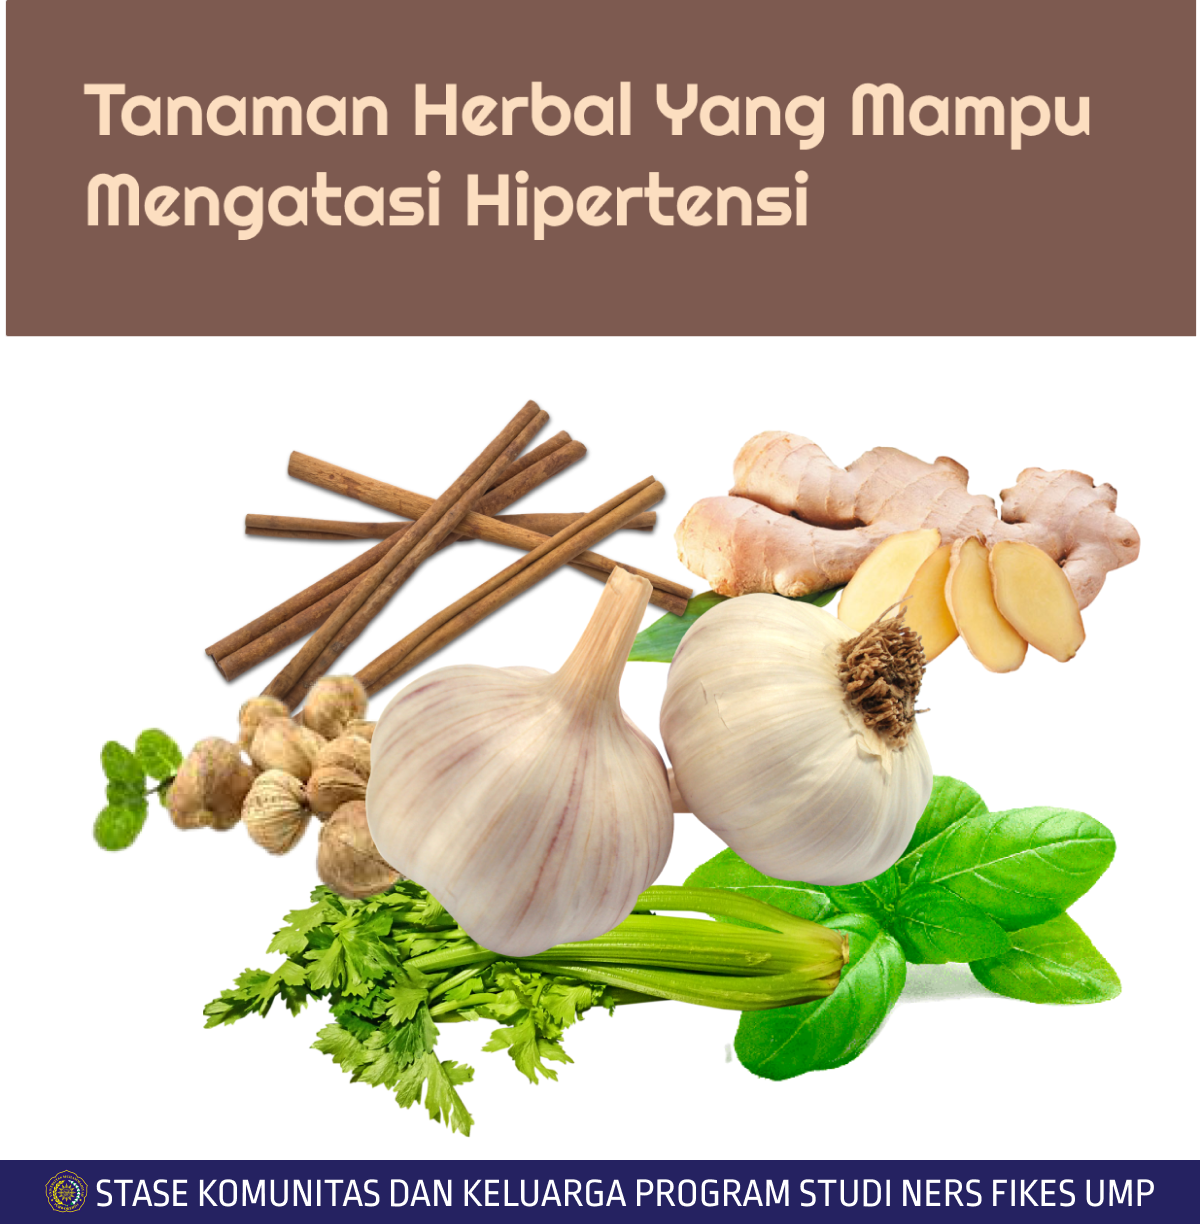 Tanaman Herbal Yang Mampu
Mengatasi Hipertensi
STASE KOMUNITAS DAN KELUARGA PROGRAM STUDI NERS FIKES UMP